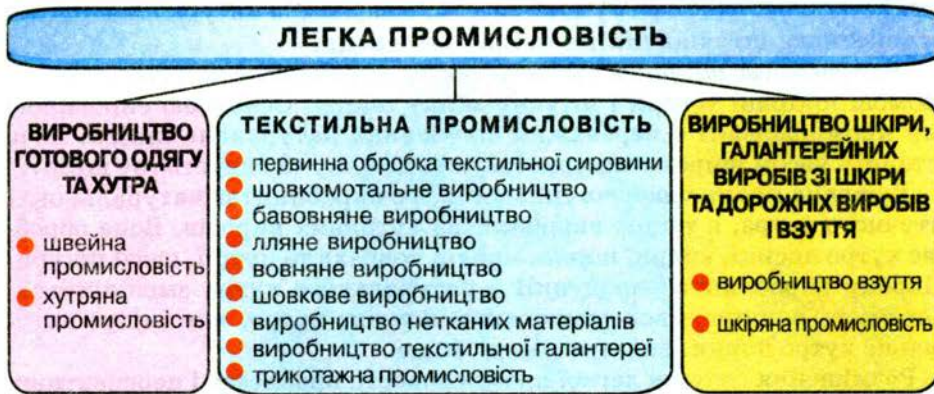 ЛЕГКА ПРОМИСЛОВІСТЬ
ВИРОБНИЦТВО
ГОТОВОГО ОДЯГУ
ТА ХУТРА
швейна
промисловість
хутряна
промисловість
ТЕКСТИЛЬНА ПРОМИСЛОВІСТЬ
первинна обробка текстильної сировини
шовкомотальне виробництво
бавовняне виробництво
лляне виробництво
вовняне виробництво
шовкове виробництво
виробництво нетканих матеріалів
виробництво текстильної галантереї
трикотажна промисловість
ВИРОБНИЦТВО ШКІРИ,
ГАЛАНТЕРЕЙНИХ
ВИРОБІВ ЗІ ШКІРИ
ТА ДОРОЖНІХ ВИРОБІВ
І ВЗУТТЯ
виробництво взуття
шкіряна промисловість